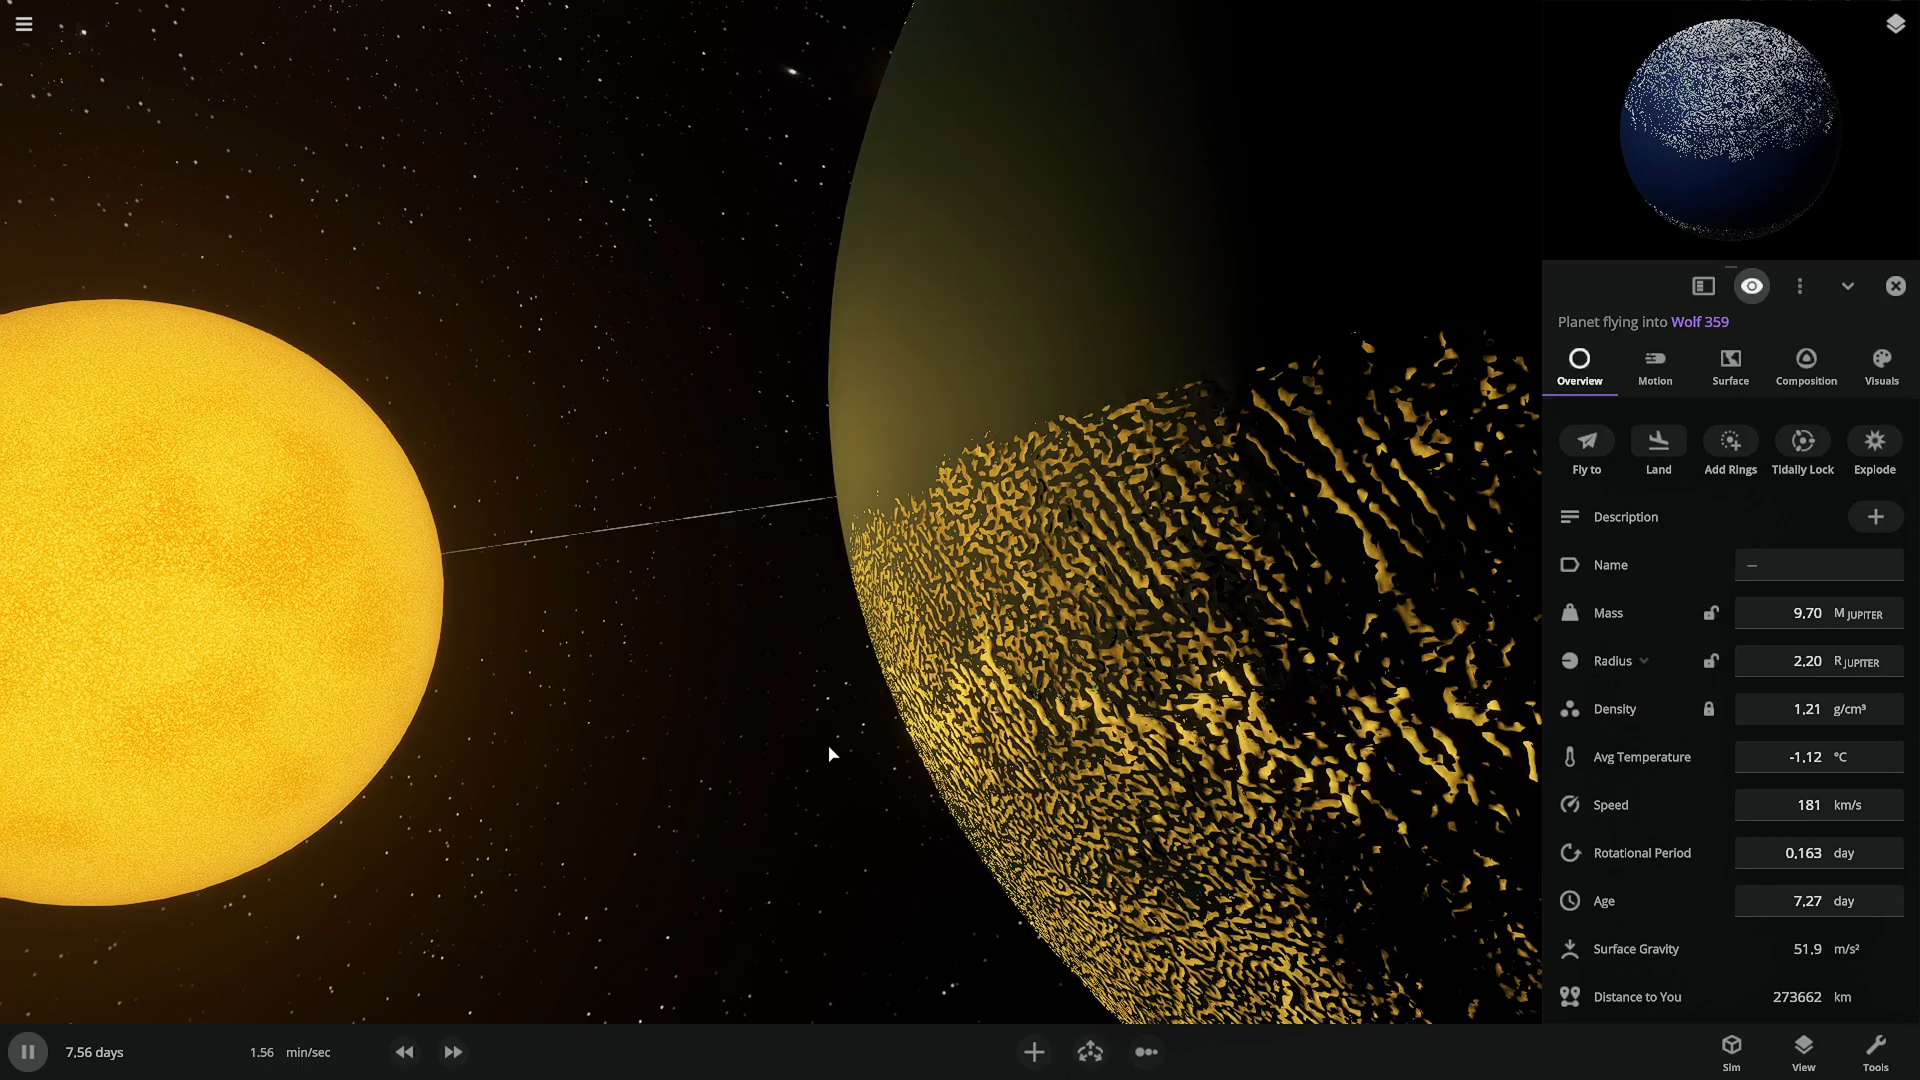 Planet flying into Wolf 359
Overview Motion Surface Composition Visuals
Fly to Land Add Rings Tidally Lock Explode
Description
Name —
Mass 9,70 M JUPITER
Radius 2,20 R JUPITER
Density 1,21 g/cm³
Avg Temperature -1,12 °C
Speed 181 km/s
Rotational Period 0,163 day
Age 7,27 day
Surface Gravity 51,9 m/s²
Distance to You 273662 km
7,56 days 1.56 min/sec
Sim View Tools